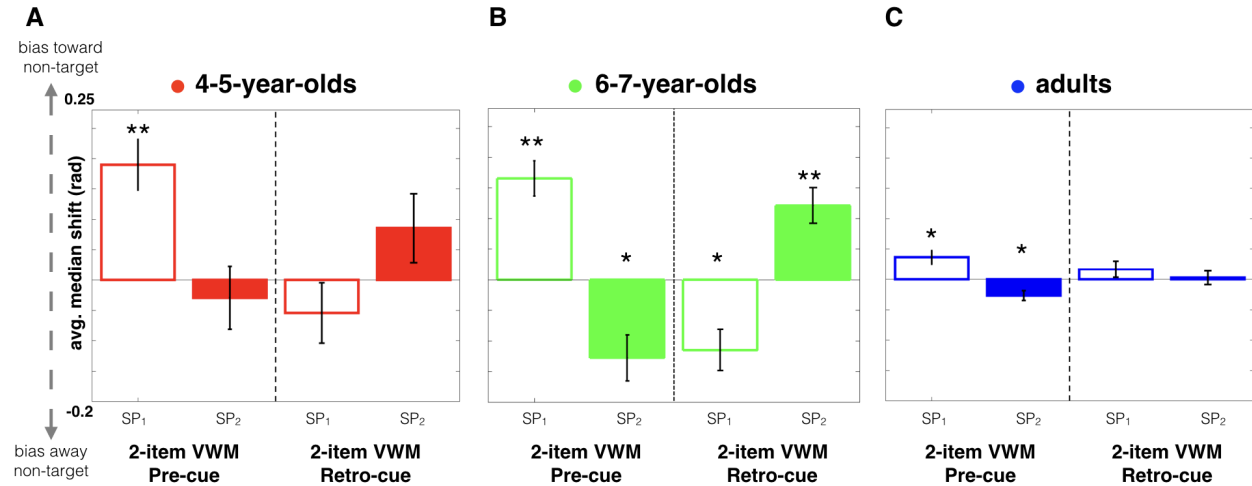 A
B
C
bias toward
non-target
4-5-year-olds
6-7-year-olds
adults
0.25
avg. median shift (rad)
-0.2
**
**
*
*
**
*
*
SP₁
SP₂
SP₁
SP₂
SP₁
SP₂
SP₁
SP₂
SP₁
SP₂
SP₁
SP₂
bias away
non-target
2-item VWM
Pre-cue
2-item VWM
Retro-cue
2-item VWM
Pre-cue
2-item VWM
Retro-cue
2-item VWM
Pre-cue
2-item VWM
Retro-cue